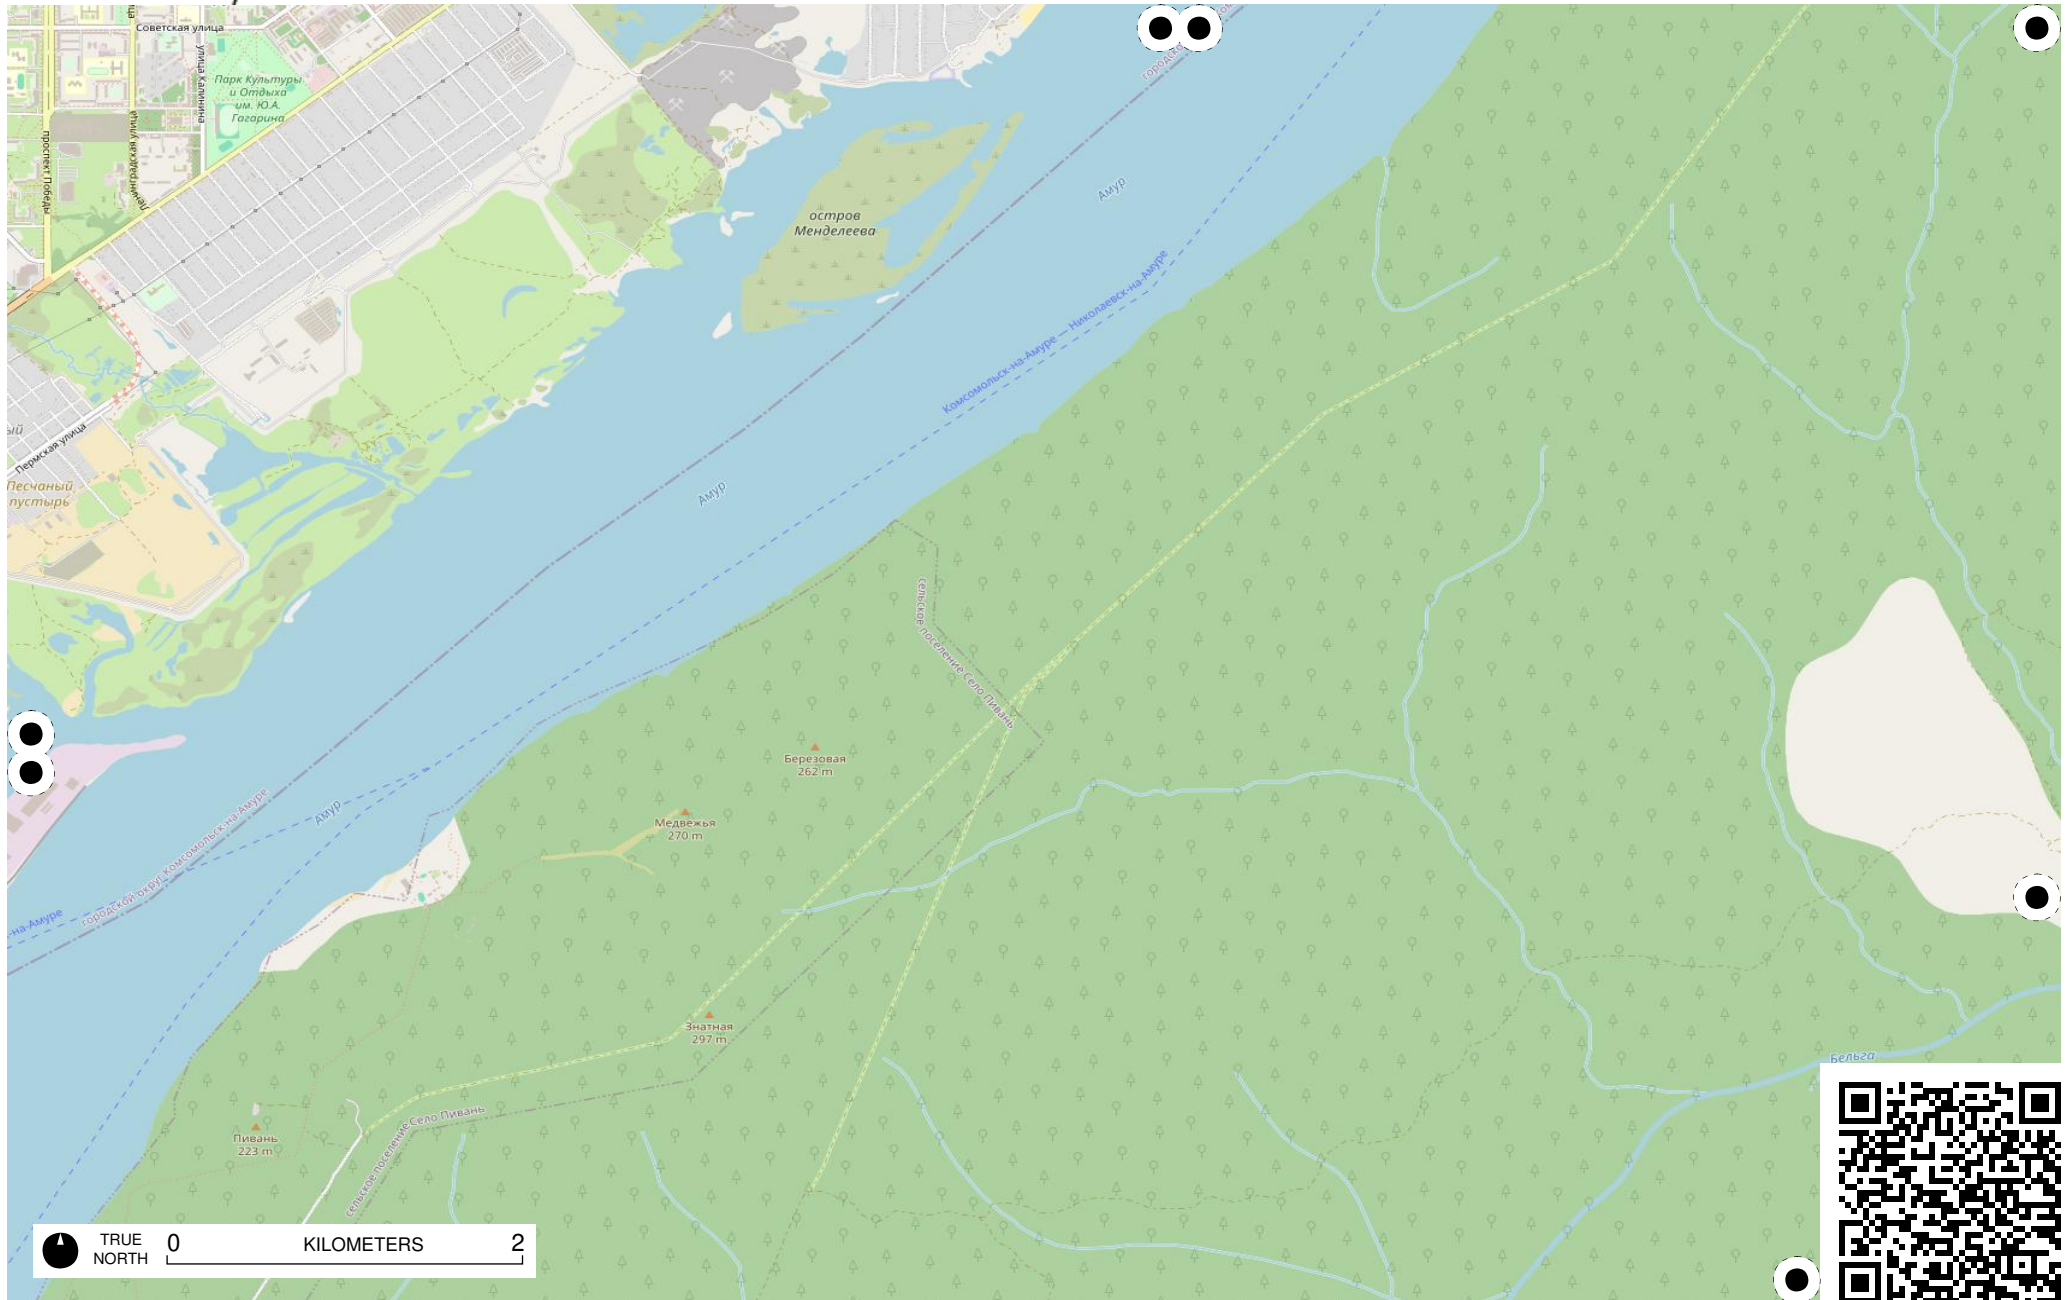 Советская улица
улица Калинина
Парк Культуры
и Отдыха
им. Ю.А.
Гагарина
проспект Победы
Ленинградская улица
остров
Менделеева
Амур
Комсомольск-на-Амуре — Николаевск-на-Амуре
Пермская улица
Песчаный
пустырь
Амур
сельское поселение Село Пивань
Березовая
262 m
Медвежья
270 m
Амур
городской округ Комсомольск-на-Амуре
-на-Амуре
Знатная
297 m
Бельга
сельское поселение Село Пивань
Пивань
223 m
TRUE
NORTH
0 KILOMETERS 2